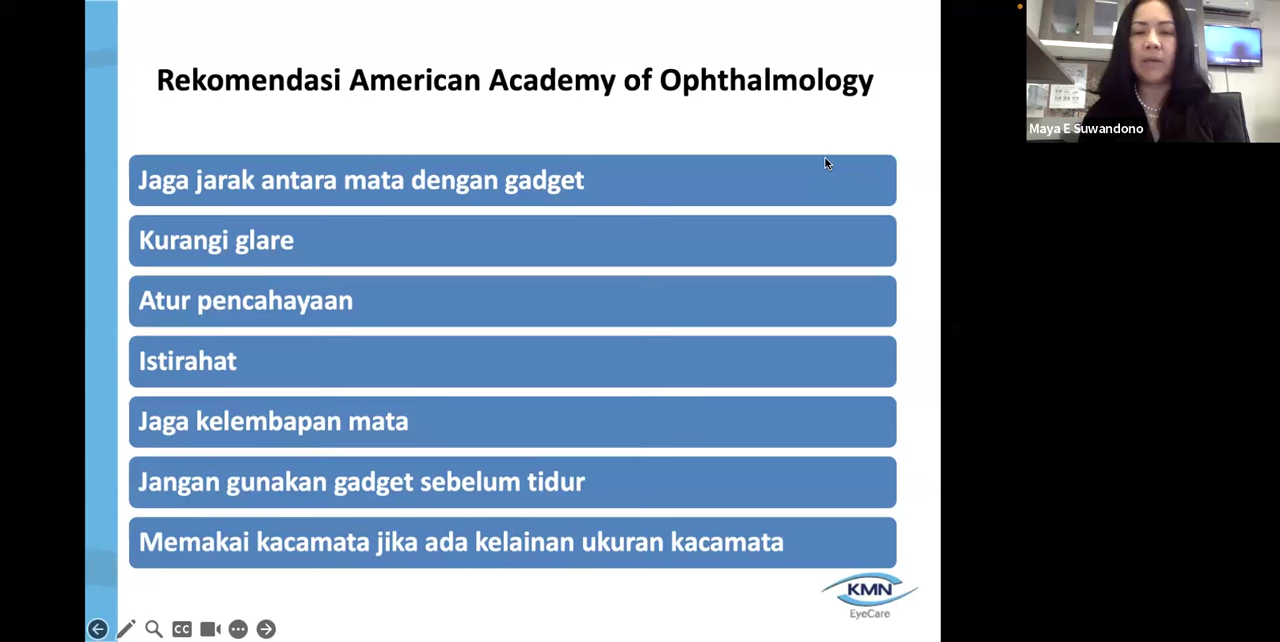 Rekomendasi American Academy of Ophthalmology
Jaga jarak antara mata dengan gadget
Kurangi glare
Atur pencahayaan
Istirahat
Jaga kelembapan mata
Jangan gunakan gadget sebelum tidur
Memakai kacamata jika ada kelainan ukuran kacamata
KMN
EyeCare
CC
Maya E Suwandono